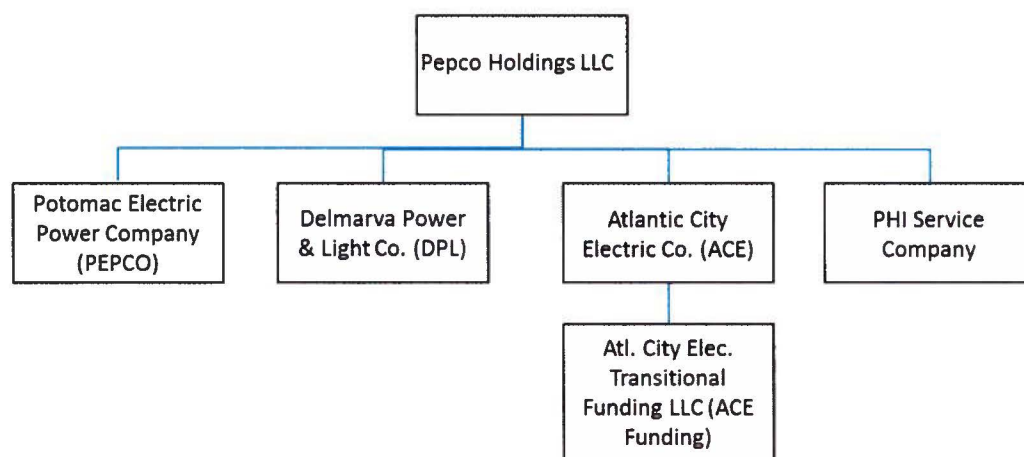 Pepco Holdings LLC
Potomac Electric
Power Company
(PEPCO)
Delmarva Power
& Light Co. (DPL)
Atlantic City
Electric Co. (ACE)
PHI Service
Company
Atl. City Elec.
Transitional
Funding LLC (ACE
Funding)